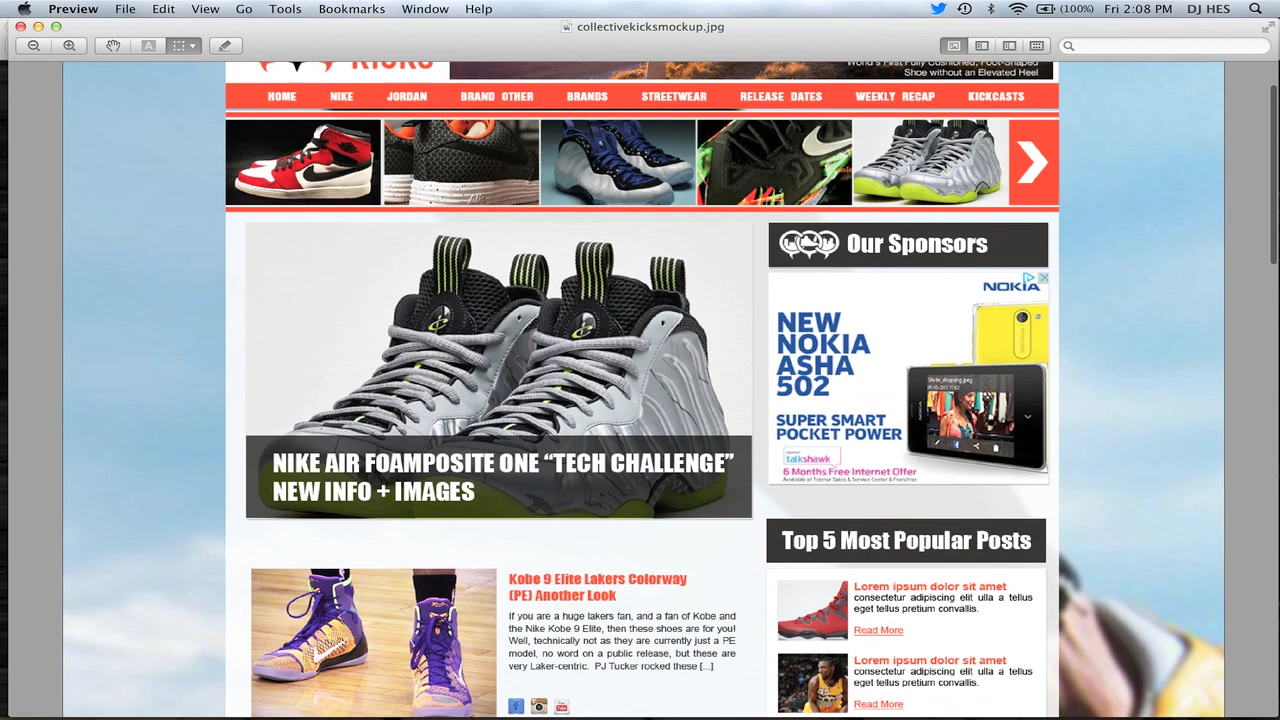 Preview File Edit View Go Tools Bookmarks Window Help (100%) Fri 2:08 PM DJ HES
collectivekicksmockup.jpg
KICKS
World's First Fully Cushioned, Foot-Shaped
Shoe without an Elevated Heel
HOME NIKE JORDAN BRAND OTHER BRANDS STREETWEAR RELEASE DATES WEEKLY RECAP KICKCASTS
Our Sponsors
NOKIA
NEW
NOKIA
ASHA
502
SUPER SMART
POCKET POWER
talkshawk
6 Months Free Internet Offer
Available at Telenor Sales & Service Center & Franchise
NIKE AIR FOAMPOSITE ONE “TECH CHALLENGE”
NEW INFO + IMAGES
Top 5 Most Popular Posts
Kobe 9 Elite Lakers Colorway
(PE) Another Look
If you are a huge lakers fan, and a fan of Kobe and
the Nike Kobe 9 Elite, then these shoes are for you!
Well, technically not as they are currently just a PE
model, no word on a public release, but these are
very Laker-centric. PJ Tucker rocked these [...]
Lorem ipsum dolor sit amet
consectetur adipiscing elit ulla a tellus
eget tellus pretium convallis.
Read More
Lorem ipsum dolor sit amet
consectetur adipiscing elit ulla a tellus
eget tellus pretium convallis.
Read More